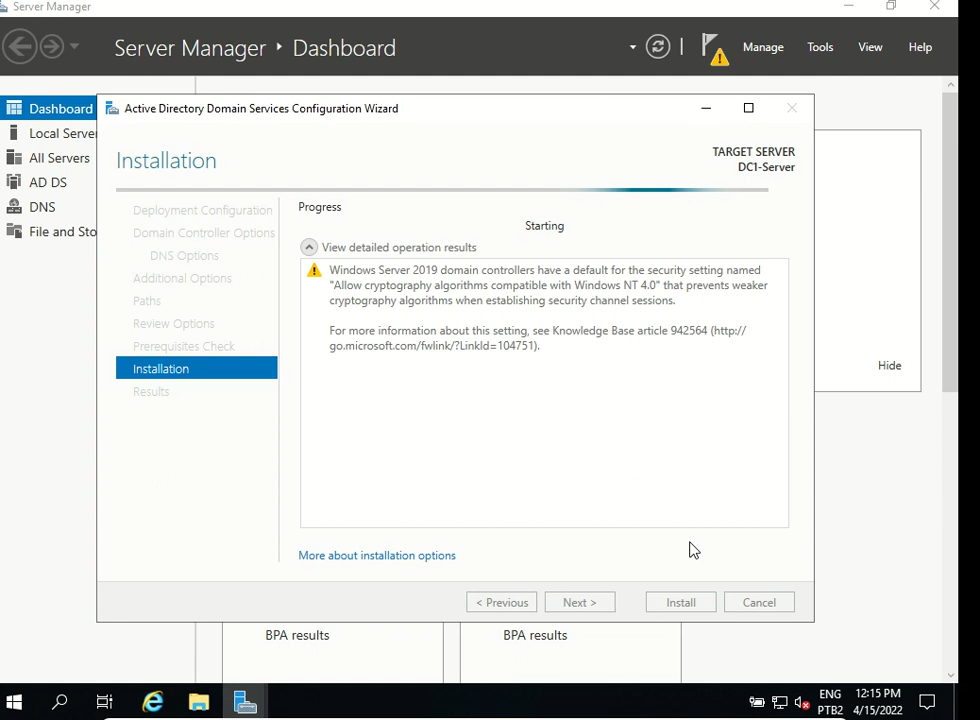 Server Manager
Server Manager ‣ Dashboard
Manage
Tools
View
Help
Dashboard
Local Server
All Servers
AD DS
DNS
File and Sto
Active Directory Domain Services Configuration Wizard
Installation
TARGET SERVER
DC1-Server
Deployment Configuration
Domain Controller Options
DNS Options
Additional Options
Paths
Review Options
Prerequisites Check
Installation
Results
Progress
Starting
View detailed operation results
Windows Server 2019 domain controllers have a default for the security setting named
"Allow cryptography algorithms compatible with Windows NT 4.0" that prevents weaker
cryptography algorithms when establishing security channel sessions.
For more information about this setting, see Knowledge Base article 942564 (http://
go.microsoft.com/fwlink/?LinkId=104751).
More about installation options
< Previous
Next >
Install
Cancel
Hide
BPA results
BPA results
ENG
PTB2
12:15 PM
4/15/2022